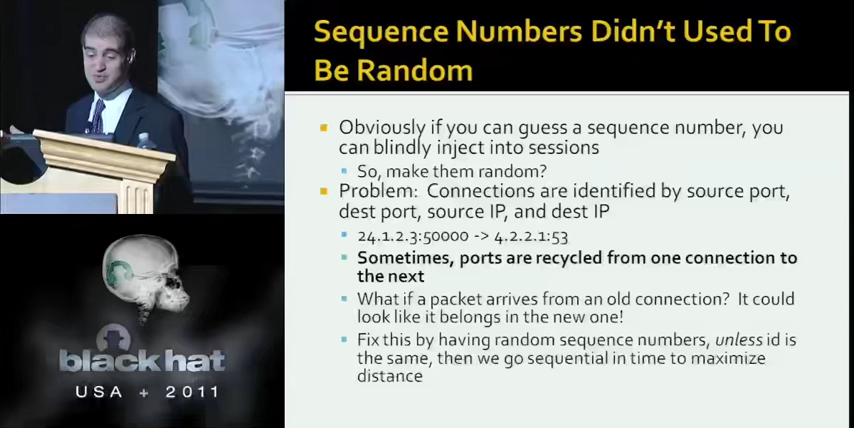 Sequence Numbers Didn't Used To
Be Random
Obviously if you can guess a sequence number, you
can blindly inject into sessions
So, make them random?
Problem: Connections are identified by source port,
dest port, source IP, and dest IP
24.1.2.3:50000 -> 4.2.2.1:53
Sometimes, ports are recycled from one connection to
the next
What if a packet arrives from an old connection? It could
look like it belongs in the new one!
Fix this by having random sequence numbers, unless id is
the same, then we go sequential in time to maximize
distance
black hat
USA + 2011